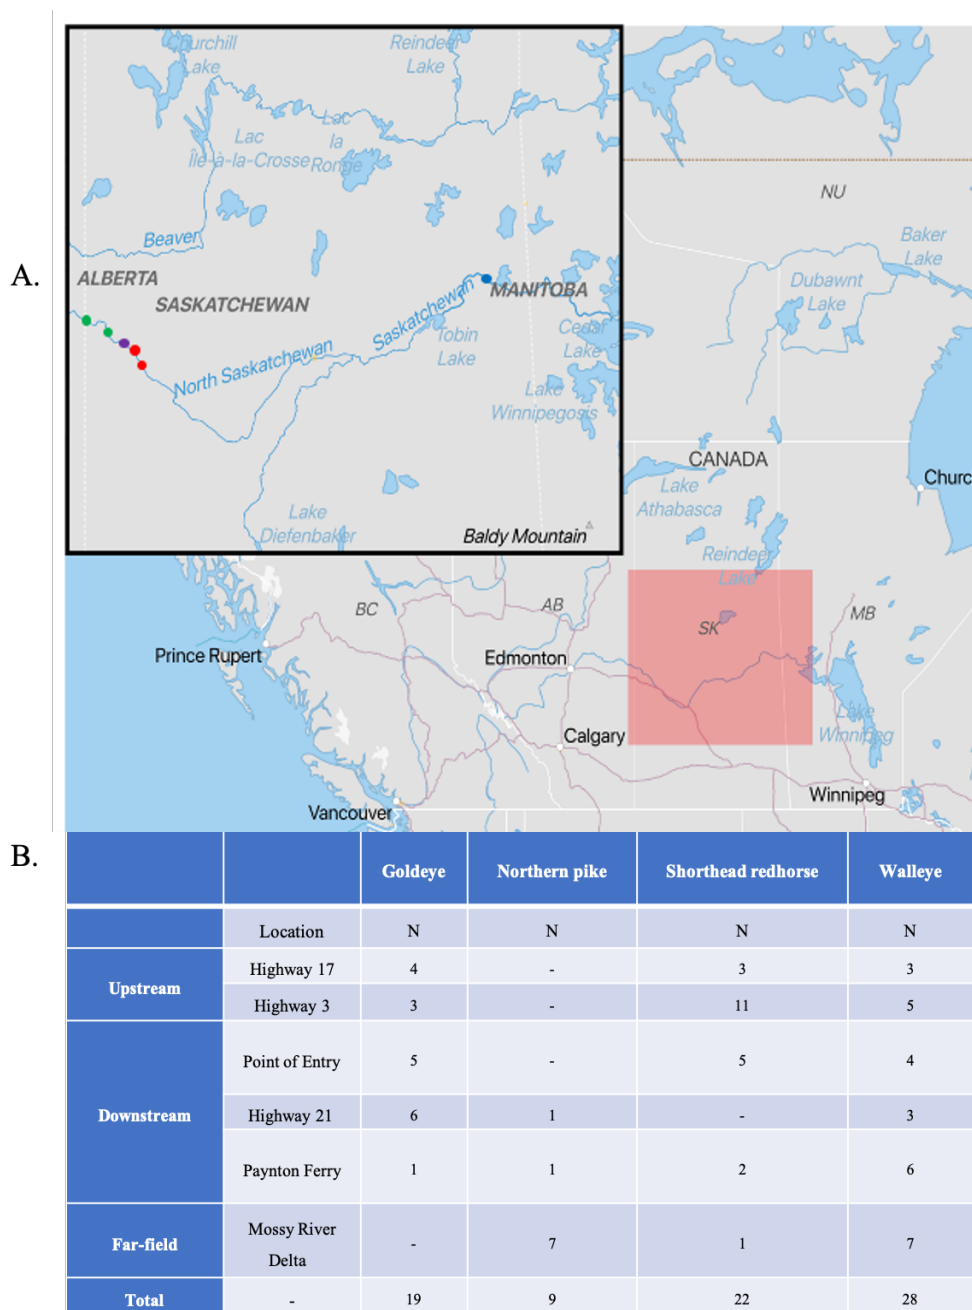 A.
Churchill
Lake
Reindeer
Lake
Lac
Île-à-la-Crosse
Lac
la
Ronge
Beaver
ALBERTA
SASKATCHEWAN
MANITOBA
Saskatchewan
North Saskatchewan
Tobin
Lake
Cedar
Lake
Lake
Winnipegosis
Lake
Diefenbaker
Baldy Mountain
NU
Baker
Lake
Dubawnt
Lake
CANADA
Lake
Athabasca
Churc
Reindeer
Lake
BC
AB
SK
MB
Prince Rupert
Edmonton
Calgary
Lake
Winnipeg
Winnipeg
Vancouver
B.
Goldeye Northern pike Shorthead redhorse Walleye
Location N N N N
Upstream
Highway 17 4 - 3 3
Highway 3 3 - 11 5
Downstream
Point of Entry 5 - 5 4
Highway 21 6 1 - 3
Paynton Ferry 1 1 2 6
Far-field
Mossy River
Delta
- 7 1 7
Total - 19 9 22 28